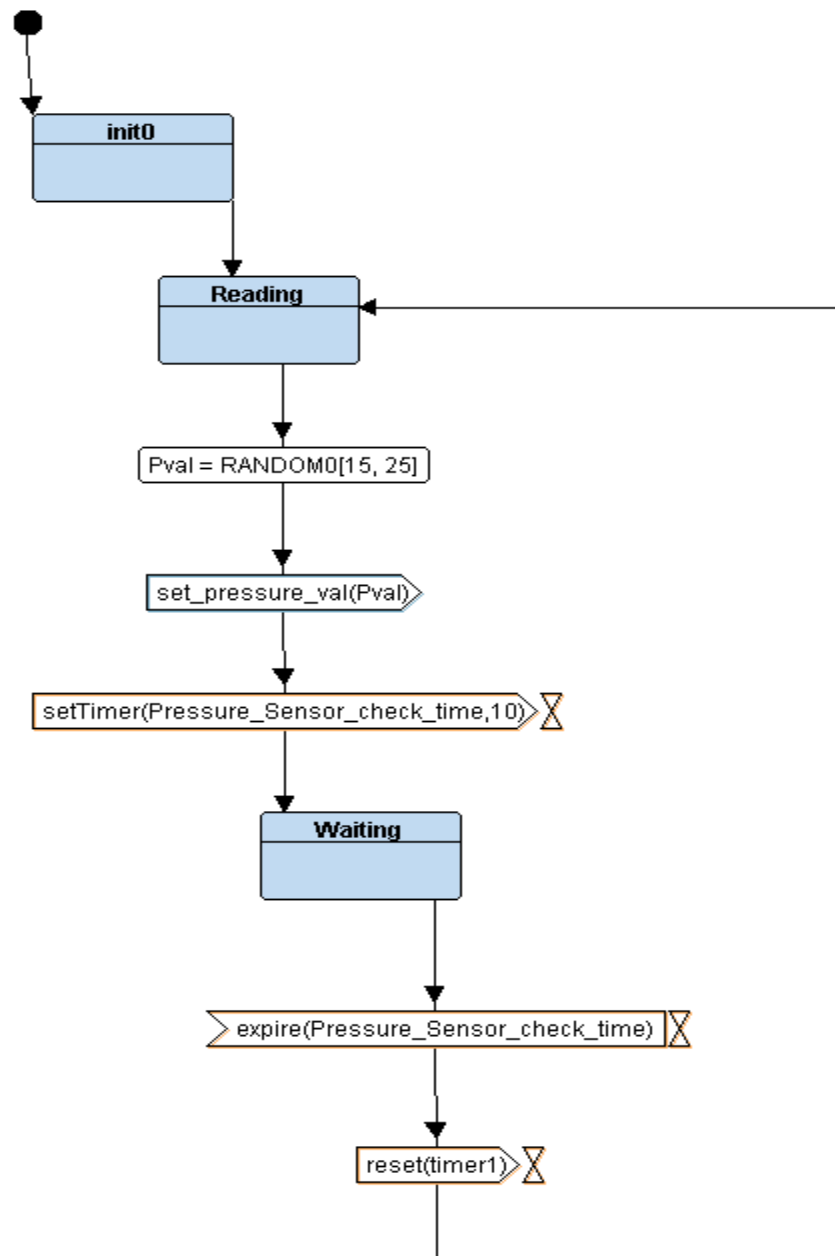 init0
Reading
Pval = RANDOM0[15, 25]
set_pressure_val(Pval)
setTimer(Pressure_Sensor_check_time,10)
Waiting
expire(Pressure_Sensor_check_time)
reset(timer1)